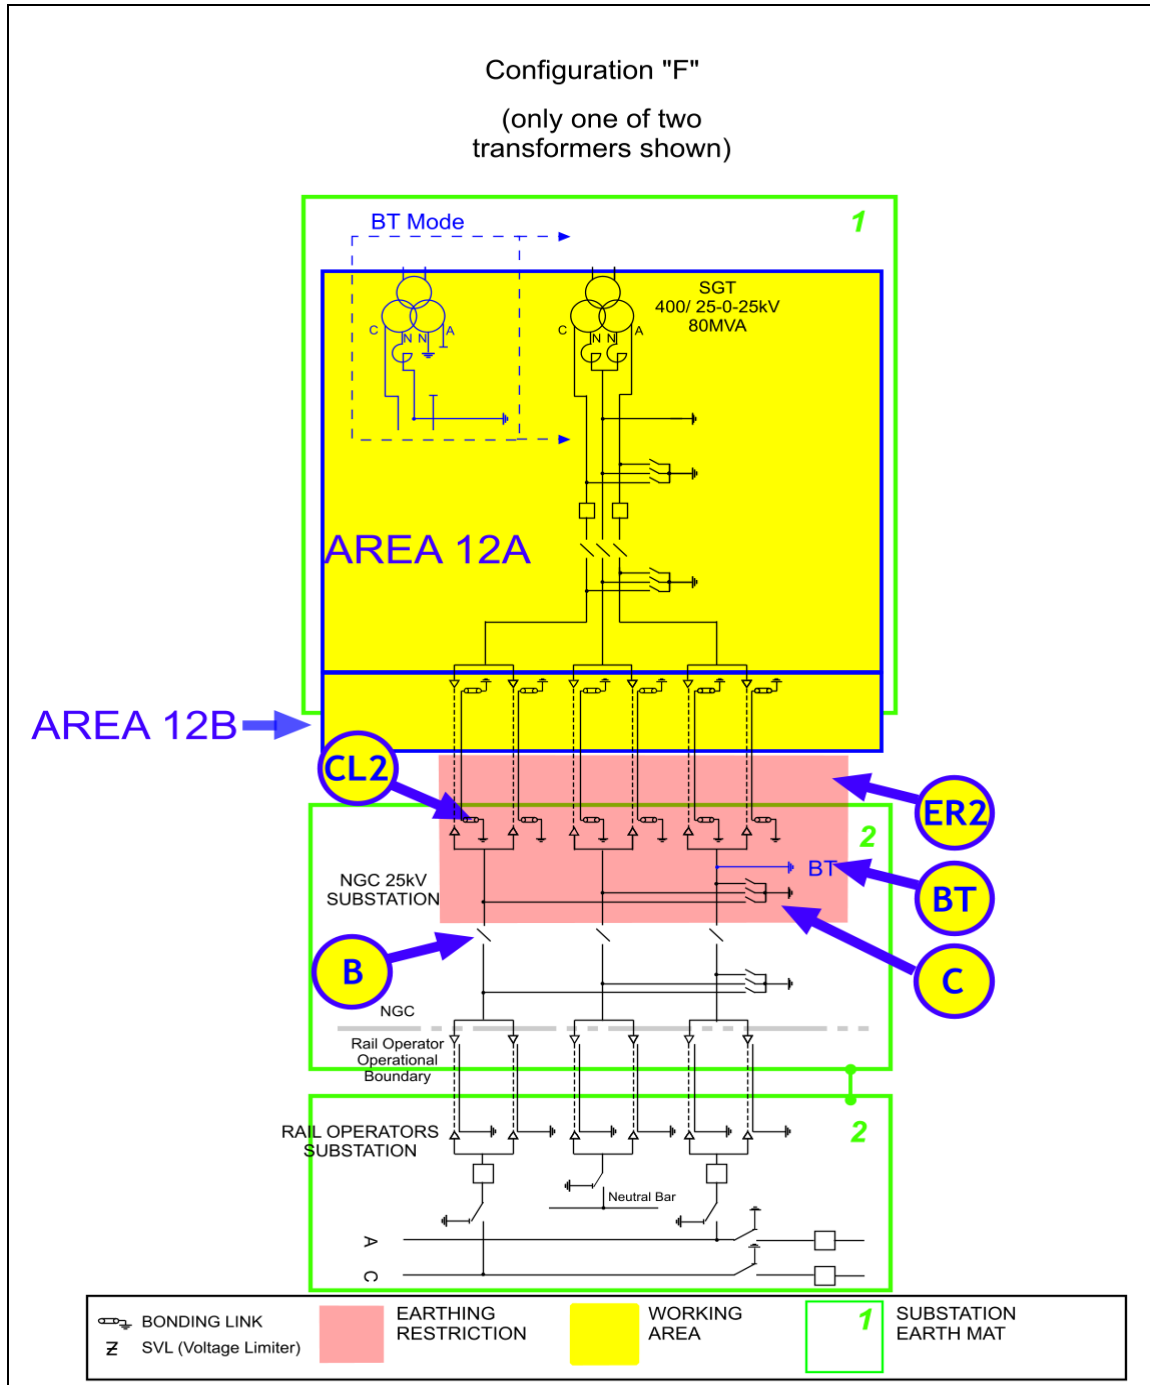 Configuration "F"
(only one of two
transformers shown)
1
BT Mode
SGT
400/ 25-0-25kV
80MVA
C
N
N
A
C
N
N
A
AREA 12A
AREA 12B
CL2
ER2
2
BT
BT
NGC 25kV
SUBSTATION
B
C
NGC
Rail Operator
Operational
Boundary
2
RAIL OPERATORS
SUBSTATION
Neutral Bar
A
C
BONDING LINK
SVL (Voltage Limiter)
EARTHING
RESTRICTION
WORKING
AREA
1
SUBSTATION
EARTH MAT